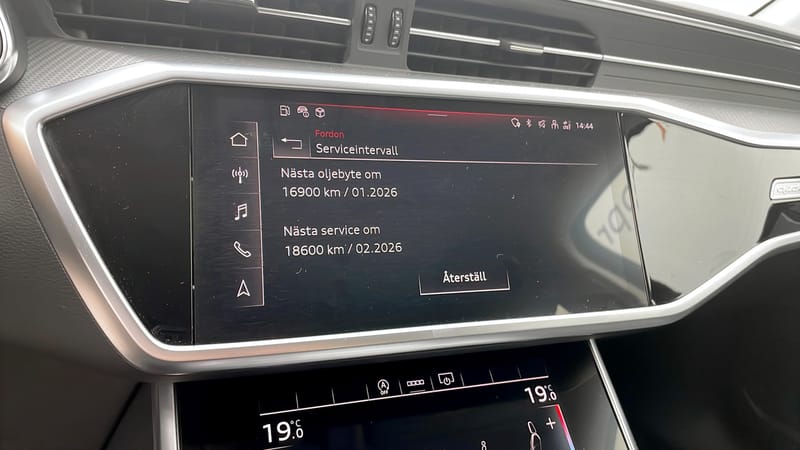 14:44
Fordon
Serviceintervall
Nästa oljebyte om
16900 km / 01.2026
Nästa service om
18600 km / 02.2026
Återställ
A
OFF
19.0 °C
19.0 °C
+